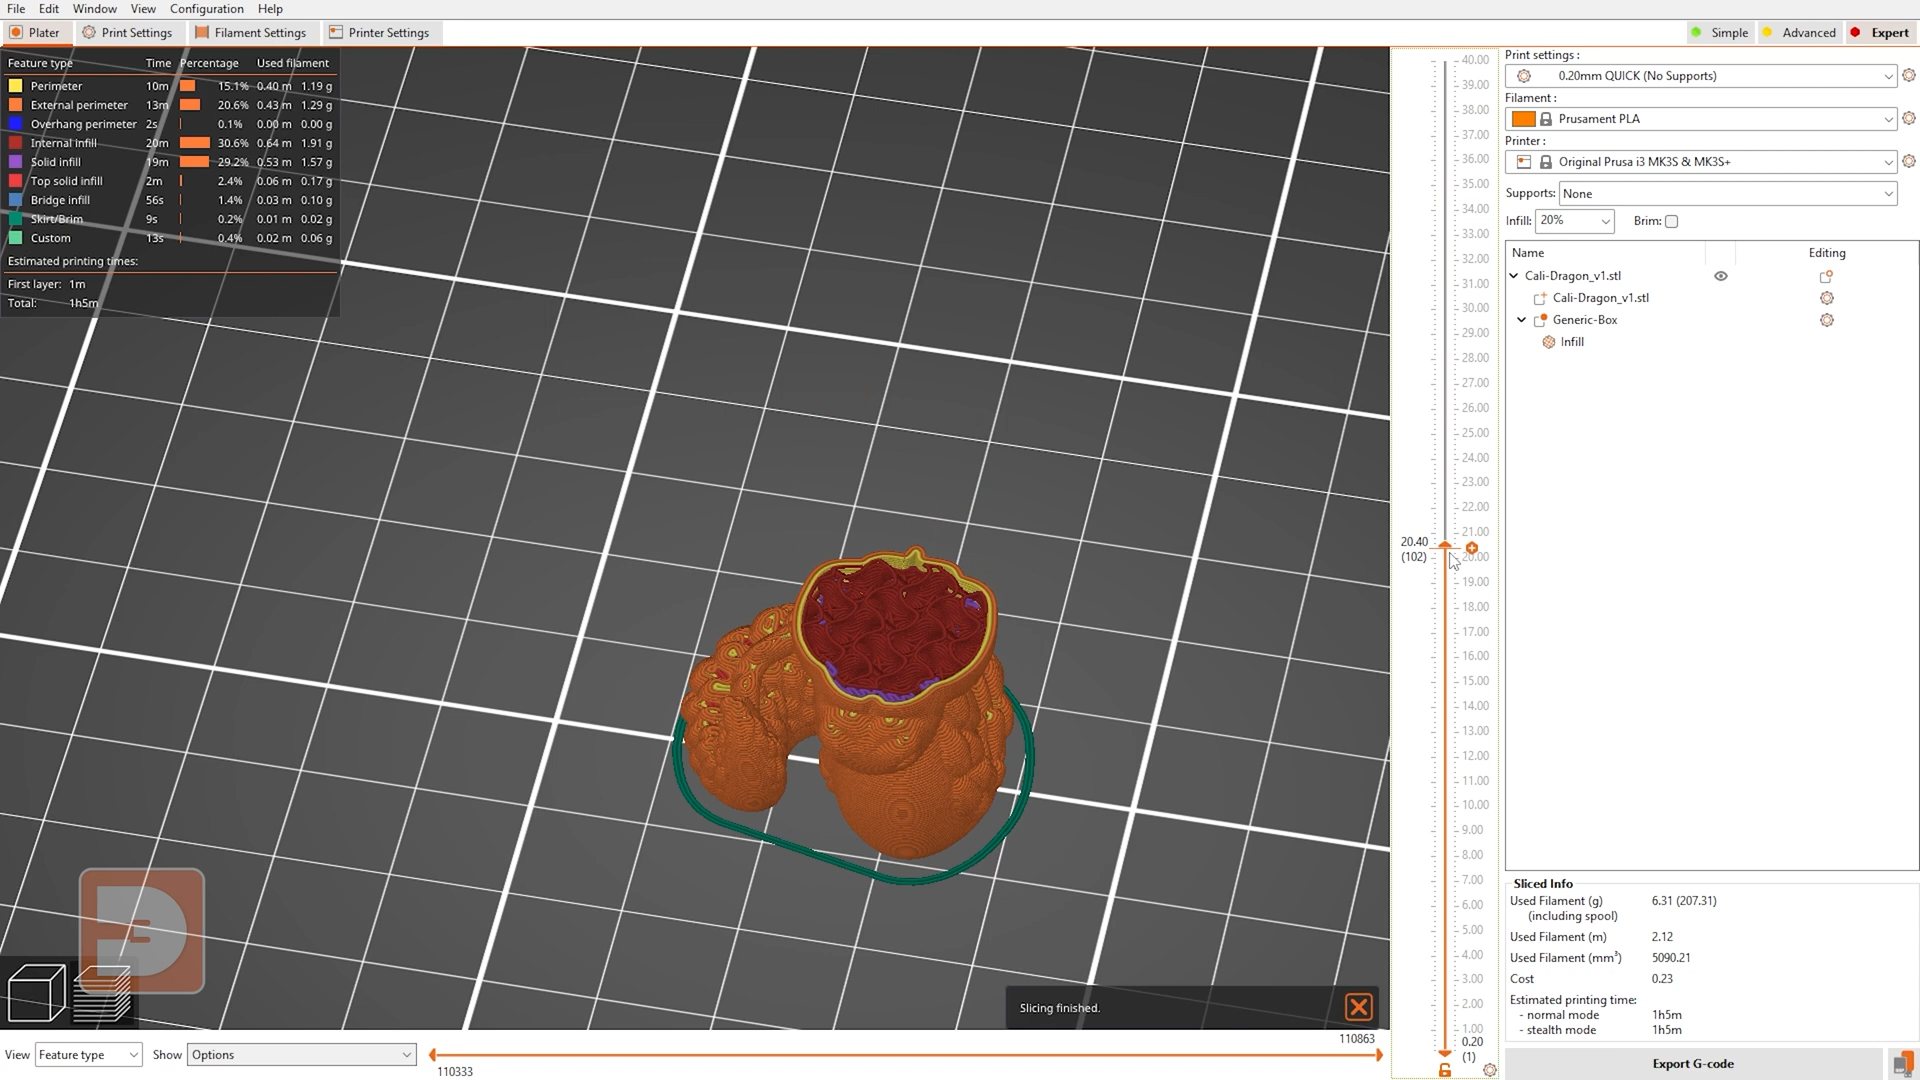 File Edit Window View Configuration Help
Plater Print Settings Filament Settings Printer Settings Simple Advanced Expert
Feature type Time Percentage Used filament
Perimeter 10m 15.1% 0.40 m 1.19 g
External perimeter 13m 20.6% 0.43 m 1.29 g
Overhang perimeter 2s 0.1% 0.00 m 0.00 g
Internal infill 20m 30.6% 0.64 m 1.91 g
Solid infill 19m 29.2% 0.53 m 1.57 g
Top solid infill 2m 2.4% 0.06 m 0.17 g
Bridge infill 56s 1.4% 0.03 m 0.10 g
Skirt/Brim 9s 0.2% 0.01 m 0.02 g
Custom 13s 0.4% 0.02 m 0.06 g
Estimated printing times:
First layer: 1m
Total: 1h5m
40.00
39.00
38.00
37.00
36.00
35.00
34.00
33.00
32.00
31.00
30.00
29.00
28.00
27.00
26.00
25.00
24.00
23.00
22.00
21.00
20.40
(102)
20.00
19.00
18.00
17.00
16.00
15.00
14.00
13.00
12.00
11.00
10.00
9.00
8.00
7.00
6.00
5.00
4.00
3.00
2.00
1.00
0.20
(1)
Print settings :
0.20mm QUICK (No Supports)
Filament :
Prusament PLA
Printer :
Original Prusa i3 MK3S & MK3S+
Supports: None
Infill: 20% Brim:
Name Editing
Cali-Dragon_v1.stl
Cali-Dragon_v1.stl
Generic-Box
Infill
Sliced Info
Used Filament (g) 6.31 (207.31)
(including spool)
Used Filament (m) 2.12
Used Filament (mm³) 5090.21
Cost 0.23
Estimated printing time:
- normal mode 1h5m
- stealth mode 1h5m
Export G-code
Slicing finished.
110863
View Feature type Show Options
110333